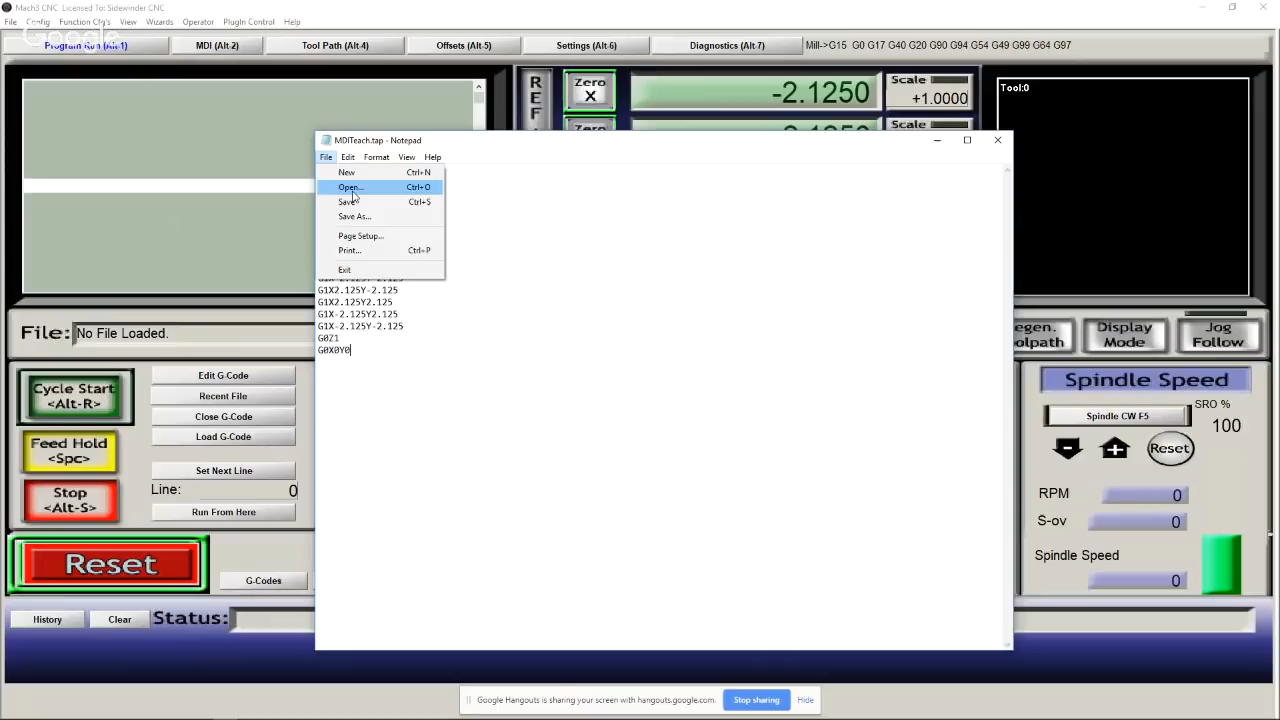 Mach3 CNC Licensed To: Sidewinder CNC
File Config Function Cfg's View Wizards Operator PlugIn Control Help
Google
Program Run (Alt-1) MDI (Alt-2) Tool Path (Alt-4) Offsets (Alt-5) Settings (Alt-6) Diagnostics (Alt-7) Mill->G15 G0 G17 G40 G20 G90 G94 G54 G49 G99 G64 G97
REF
Zero X
-2.1250
Scale
+1.0000
Tool:0
Zero
Scale
MDITeach.tap - Notepad
File Edit Format View Help
New Ctrl+N
Open... Ctrl+O
Save Ctrl+S
Save As...
Page Setup...
Print... Ctrl+P
Exit
G1X2.125Y-2.125
G1X2.125Y2.125
G1X-2.125Y2.125
G1X-2.125Y-2.125
G0Z1
G0X0Y0
File: No File Loaded.
Regen. Toolpath
Display Mode
Jog Follow
Cycle Start
<Alt-R>
Feed Hold
<Spc>
Stop
<Alt-S>
Edit G-Code
Recent File
Close G-Code
Load G-Code
Set Next Line
Line: 0
Run From Here
Reset
G-Codes
Spindle Speed
Spindle CW F5
SRO %
100
Reset
RPM 0
S-ov 0
Spindle Speed
0
History Clear Status:
Google Hangouts is sharing your screen with hangouts.google.com. Stop sharing Hide